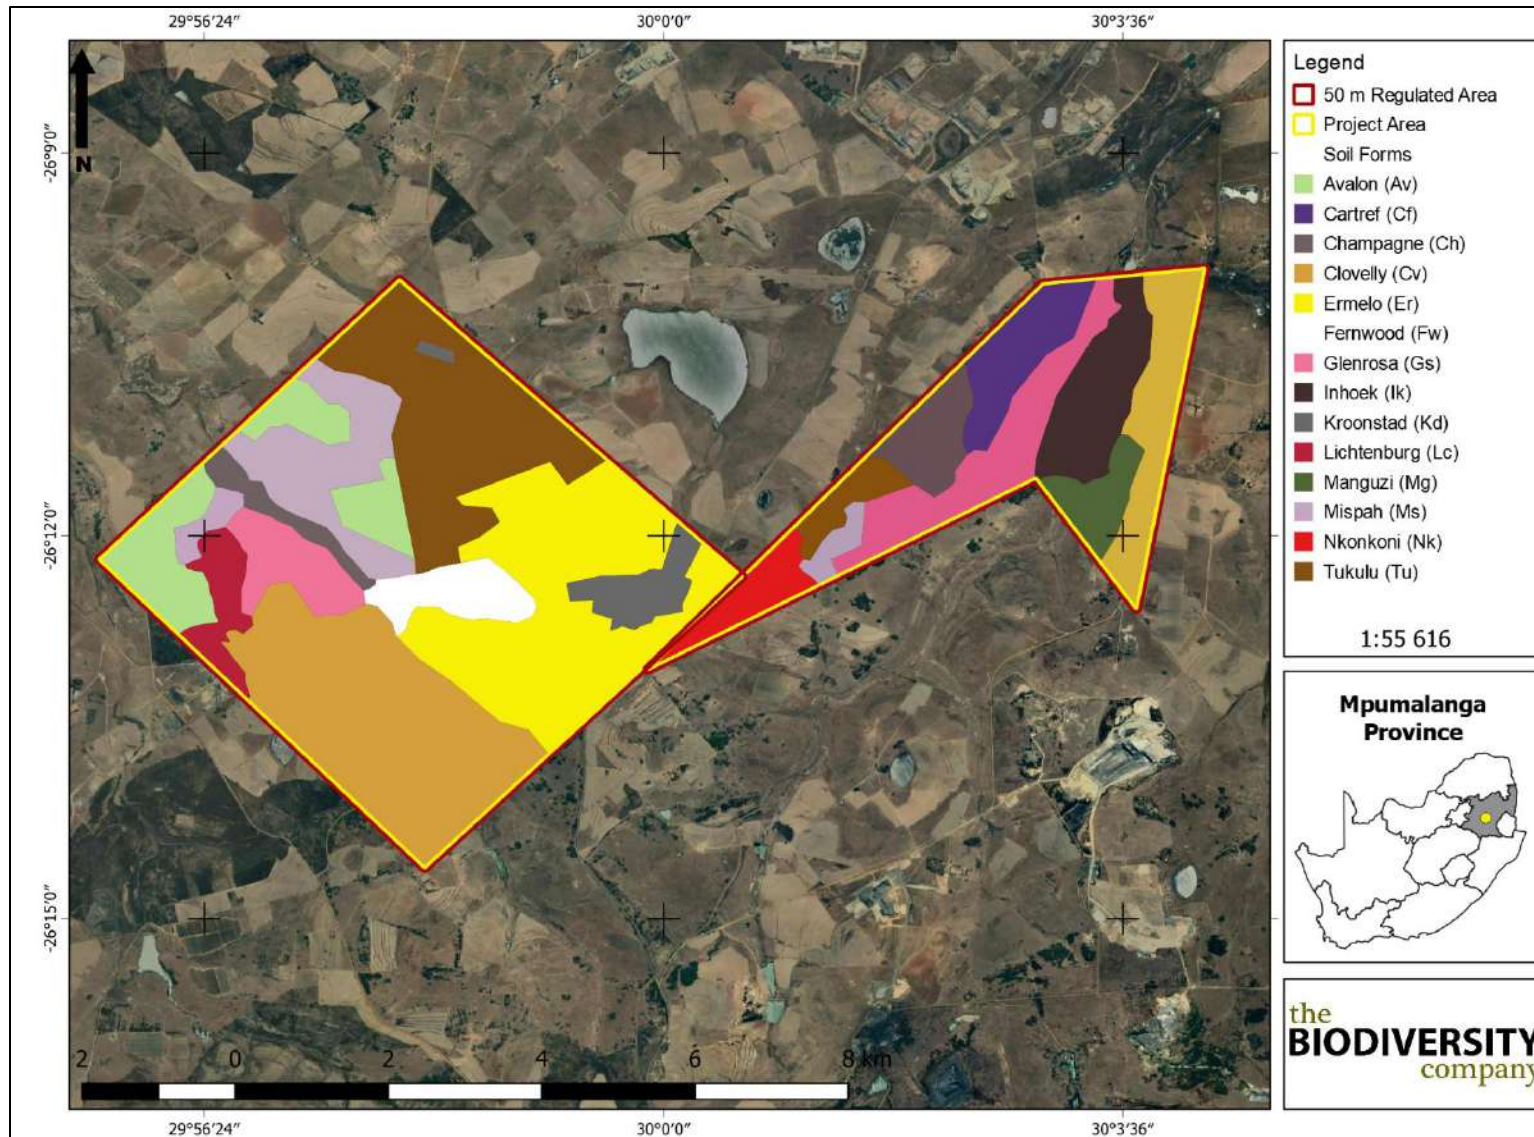 29°56′24″ 30°0′0″ 30°3′36″
N
-26°9′0″
-26°12′0″
-26°15′0″
2 0 2 4 6 8 km
29°56′24″ 30°0′0″ 30°3′36″
Legend
50 m Regulated Area
Project Area
Soil Forms
Avalon (Av)
Cartref (Cf)
Champagne (Ch)
Clovelly (Cv)
Ermelo (Er)
Fernwood (Fw)
Glenrosa (Gs)
Inhoek (Ik)
Kroonstad (Kd)
Lichtenburg (Lc)
Manguzi (Mg)
Mispah (Ms)
Nkonkoni (Nk)
Tukulu (Tu)
1:55 616
Mpumalanga
Province
the
BIODIVERSITY
company